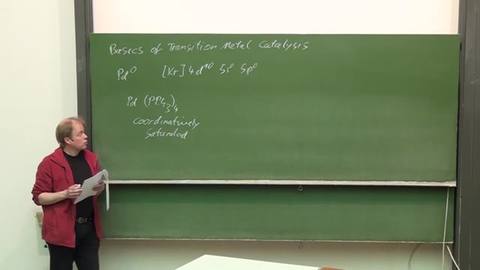 Basics of Transition Metal Catalysis
Pd⁰ [Kr] 4d¹⁰ 5s⁰ 5p⁰
Pd (PPh₃)₄
coordinatively
saturated